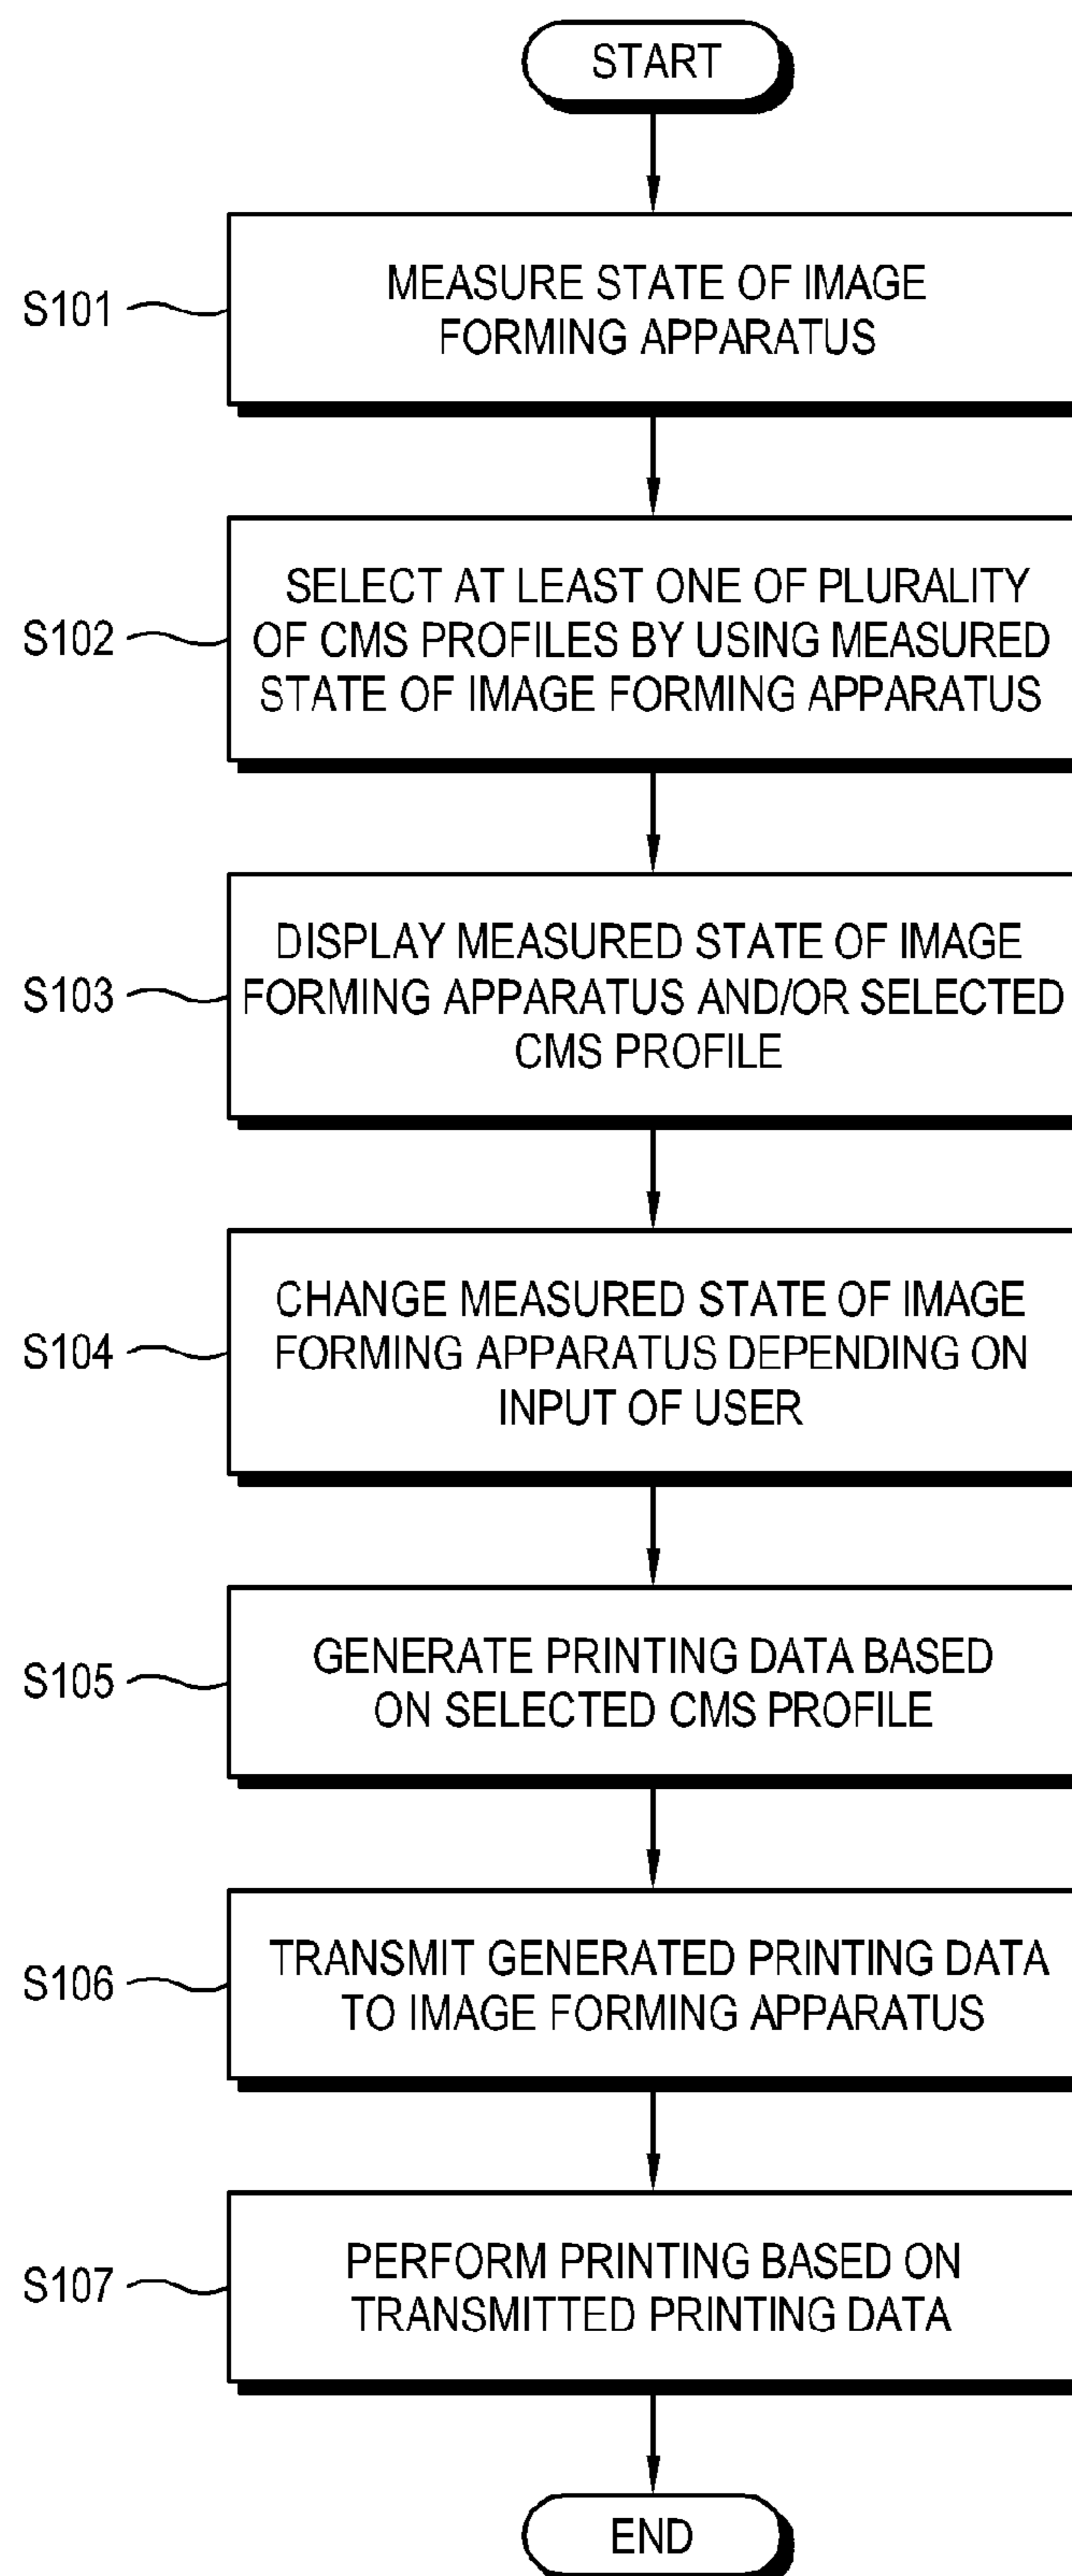 START
S101
MEASURE STATE OF IMAGE
FORMING APPARATUS
S102
SELECT AT LEAST ONE OF PLURALITY
OF CMS PROFILES BY USING MEASURED
STATE OF IMAGE FORMING APPARATUS
S103
DISPLAY MEASURED STATE OF IMAGE
FORMING APPARATUS AND/OR SELECTED
CMS PROFILE
S104
CHANGE MEASURED STATE OF IMAGE
FORMING APPARATUS DEPENDING ON
INPUT OF USER
S105
GENERATE PRINTING DATA BASED
ON SELECTED CMS PROFILE
S106
TRANSMIT GENERATED PRINTING DATA
TO IMAGE FORMING APPARATUS
S107
PERFORM PRINTING BASED ON
TRANSMITTED PRINTING DATA
END